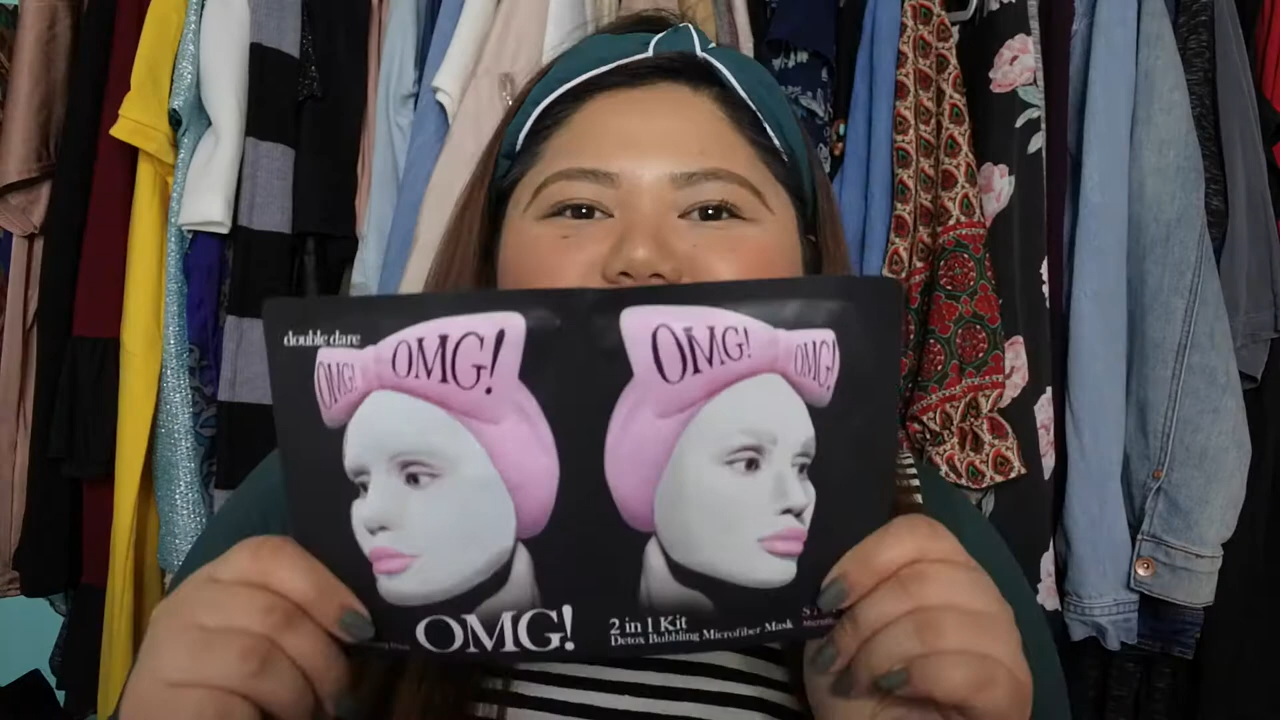 double dare
OMG!
OMG!
OMG!
OMG!
OMG!
2 in 1 Kit
Detox Bubbling Microfiber Mask